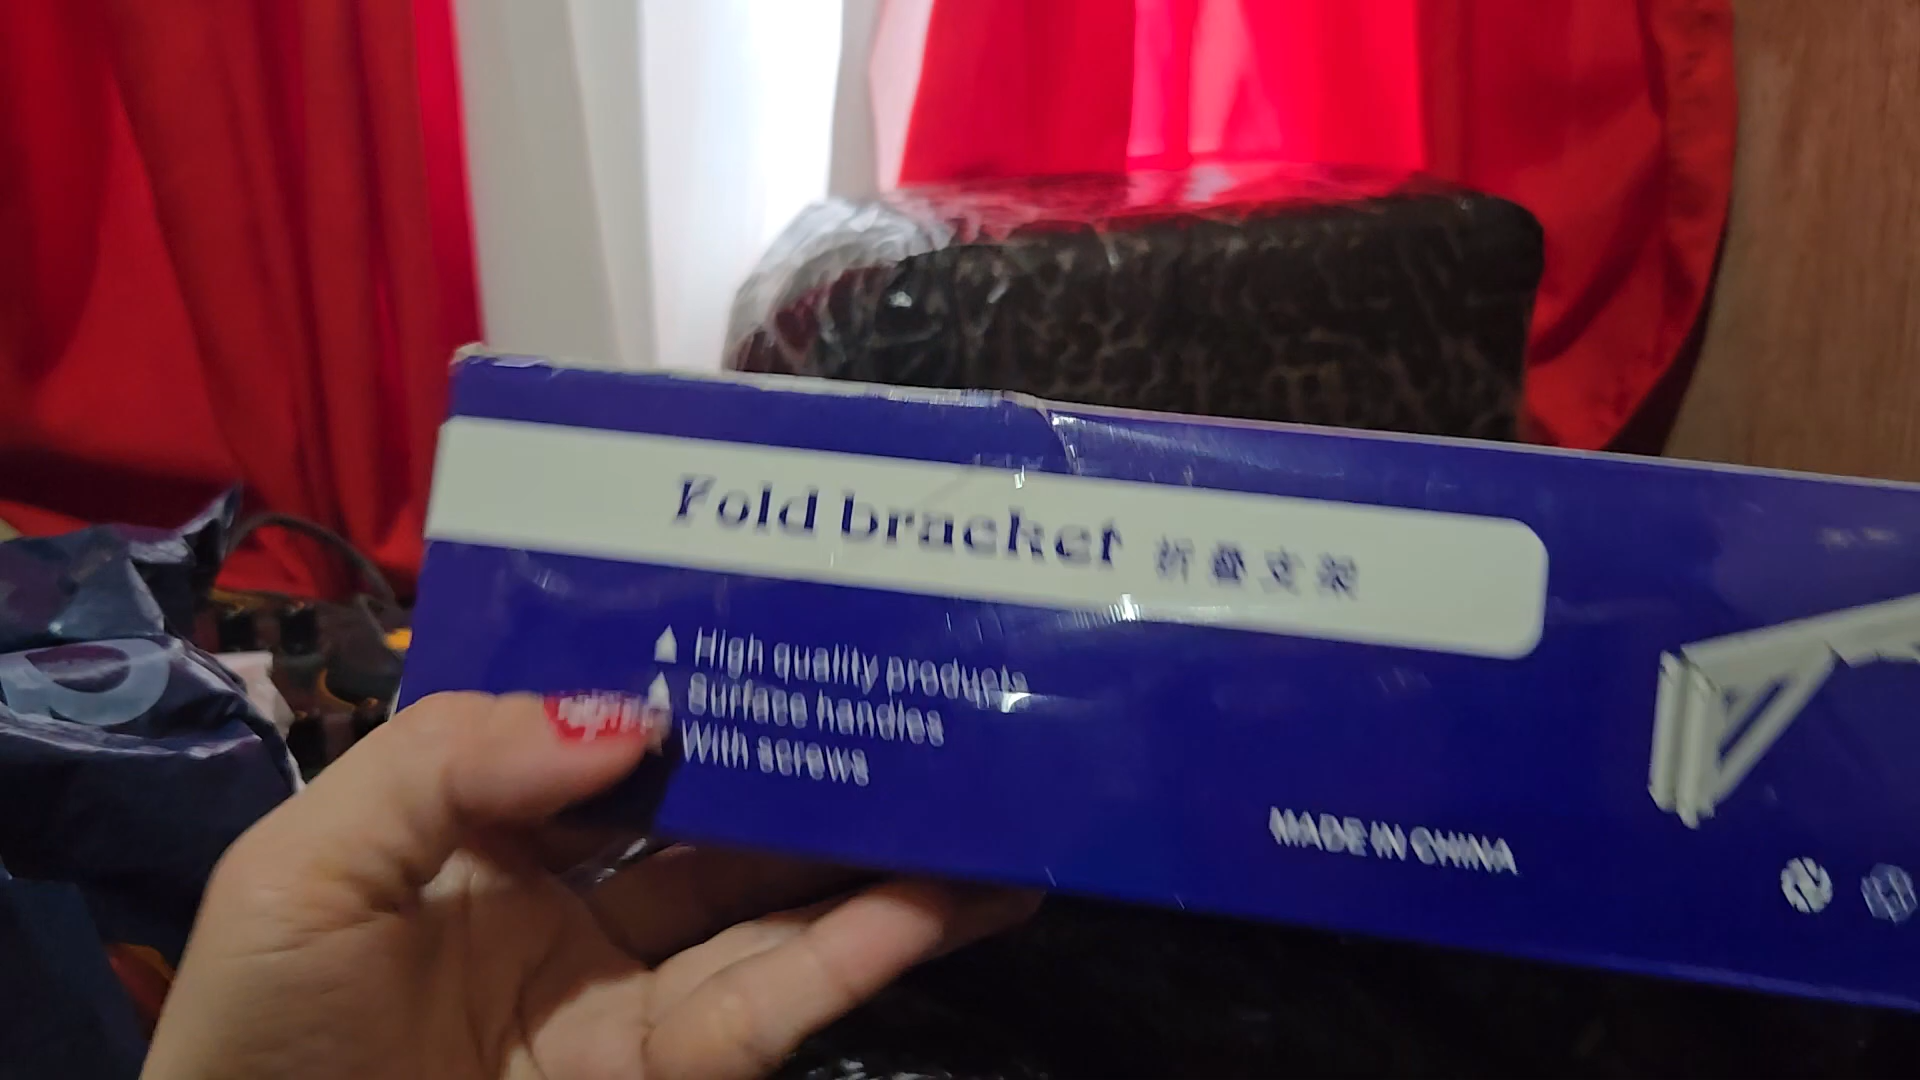 Fold bracket 折叠支架
High quality products
Surface handles
With screws
MADE IN CHINA